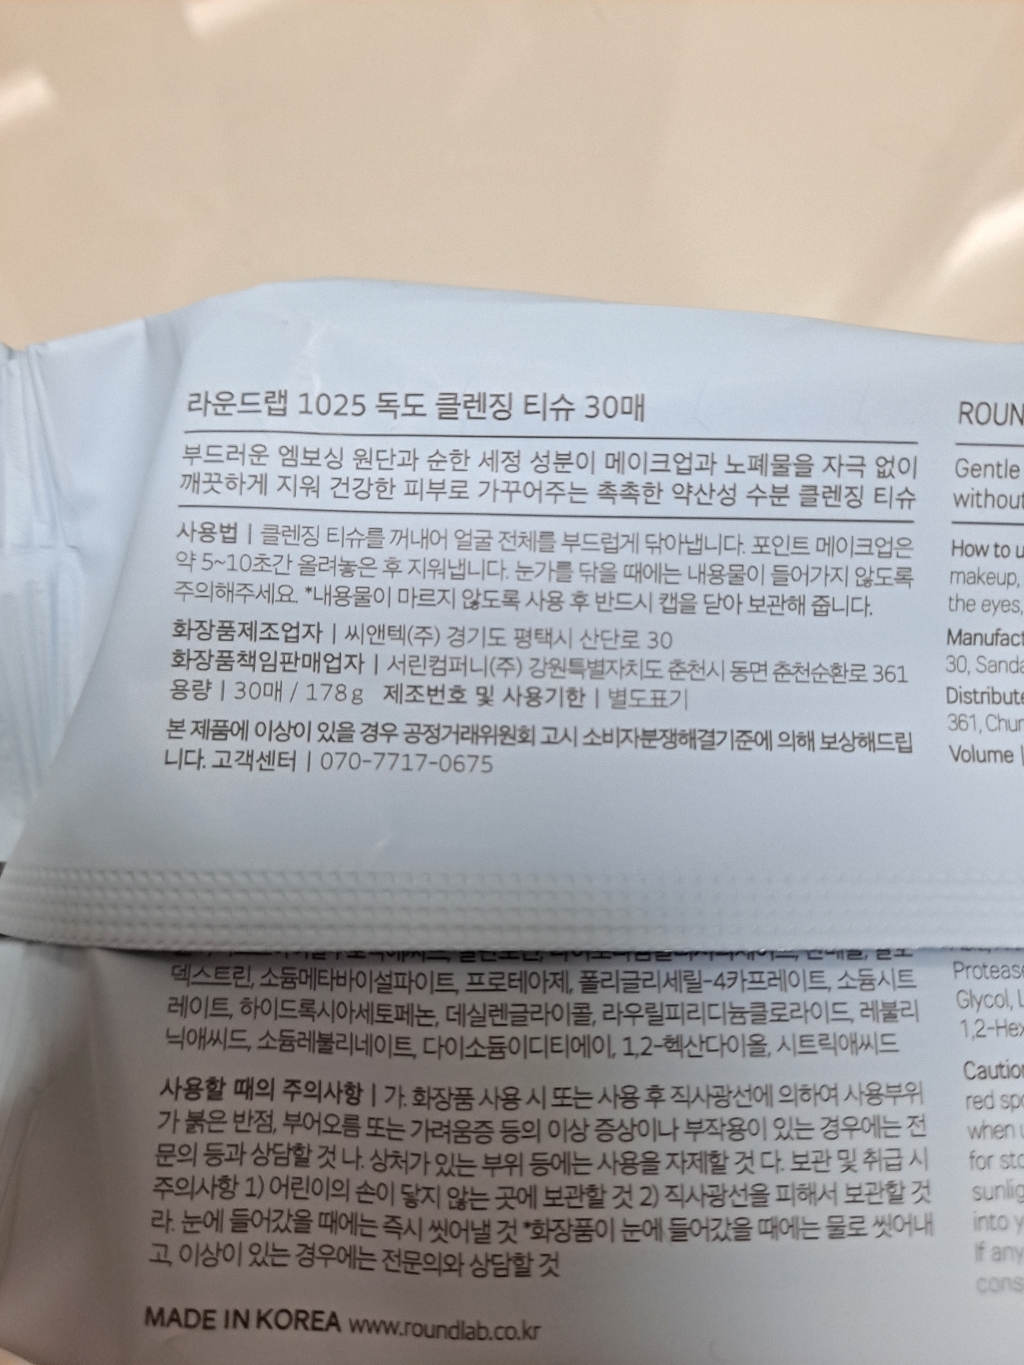 라운드랩 1025 독도 클렌징 티슈 30매
부드러운 엠보싱 원단과 순한 세정 성분이 메이크업과 노폐물을 자극 없이
깨끗하게 지워 건강한 피부로 가꾸어주는 촉촉한 약산성 수분 클렌징 티슈
사용법 | 클렌징 티슈를 꺼내어 얼굴 전체를 부드럽게 닦아냅니다. 포인트 메이크업은
약 5~10초간 올려놓은 후 지워냅니다. 눈가를 닦을 때에는 내용물이 들어가지 않도록
주의해주세요. *내용물이 마르지 않도록 사용 후 반드시 캡을 닫아 보관해 줍니다.
화장품제조업자 | 씨앤텍(주) 경기도 평택시 산단로 30
화장품책임판매업자 | 서린컴퍼니(주) 강원특별자치도 춘천시 동면 춘천순환로 361
용량 | 30매 / 178g 제조번호 및 사용기한 | 별도표기
본 제품에 이상이 있을 경우 공정거래위원회 고시 소비자분쟁해결기준에 의해 보상해드립
니다. 고객센터 | 070-7717-0675
덱스트린, 소듐메타바이설파이트, 프로테아제, 폴리글리세릴-4카프레이트, 소듐시트
레이트, 하이드록시아세토페논, 데실렌글라이콜, 라우릴피리디늄클로라이드, 레불리
닉애씨드, 소듐레불리네이트, 다이소듐이디티에이, 1,2-헥산다이올, 시트릭애씨드
사용할 때의 주의사항 | 가. 화장품 사용 시 또는 사용 후 직사광선에 의하여 사용부위
가 붉은 반점, 부어오름 또는 가려움증 등의 이상 증상이나 부작용이 있는 경우에는 전
문의 등과 상담할 것 나. 상처가 있는 부위 등에는 사용을 자제할 것 다. 보관 및 취급 시
주의사항 1) 어린이의 손이 닿지 않는 곳에 보관할 것 2) 직사광선을 피해서 보관할 것
라. 눈에 들어갔을 때에는 즉시 씻어낼 것 *화장품이 눈에 들어갔을 때에는 물로 씻어내
고, 이상이 있는 경우에는 전문의와 상담할 것
MADE IN KOREA www.roundlab.co.kr
ROUN
Gentle
without
How to u
makeup,
the eyes,
Manufact
30, Sanda
Distribute
361, Chun
Volume |
Protease
Glycol, L
1,2-Hex
Caution
red spo
when u
for sto
sunlig
into y
If any
cons